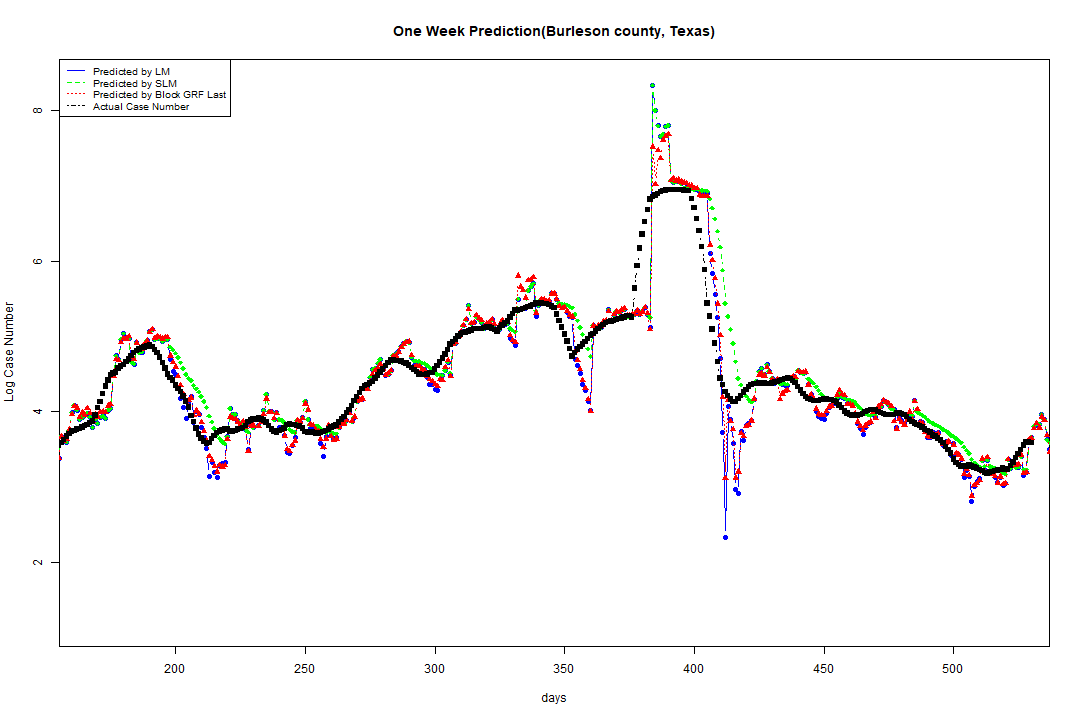 One Week Prediction(Burleson county, Texas)
Predicted by LM
Predicted by SLM
Predicted by Block GRF Last
Actual Case Number
Log Case Number
8
6
4
2
200 250 300 350 400 450 500
days